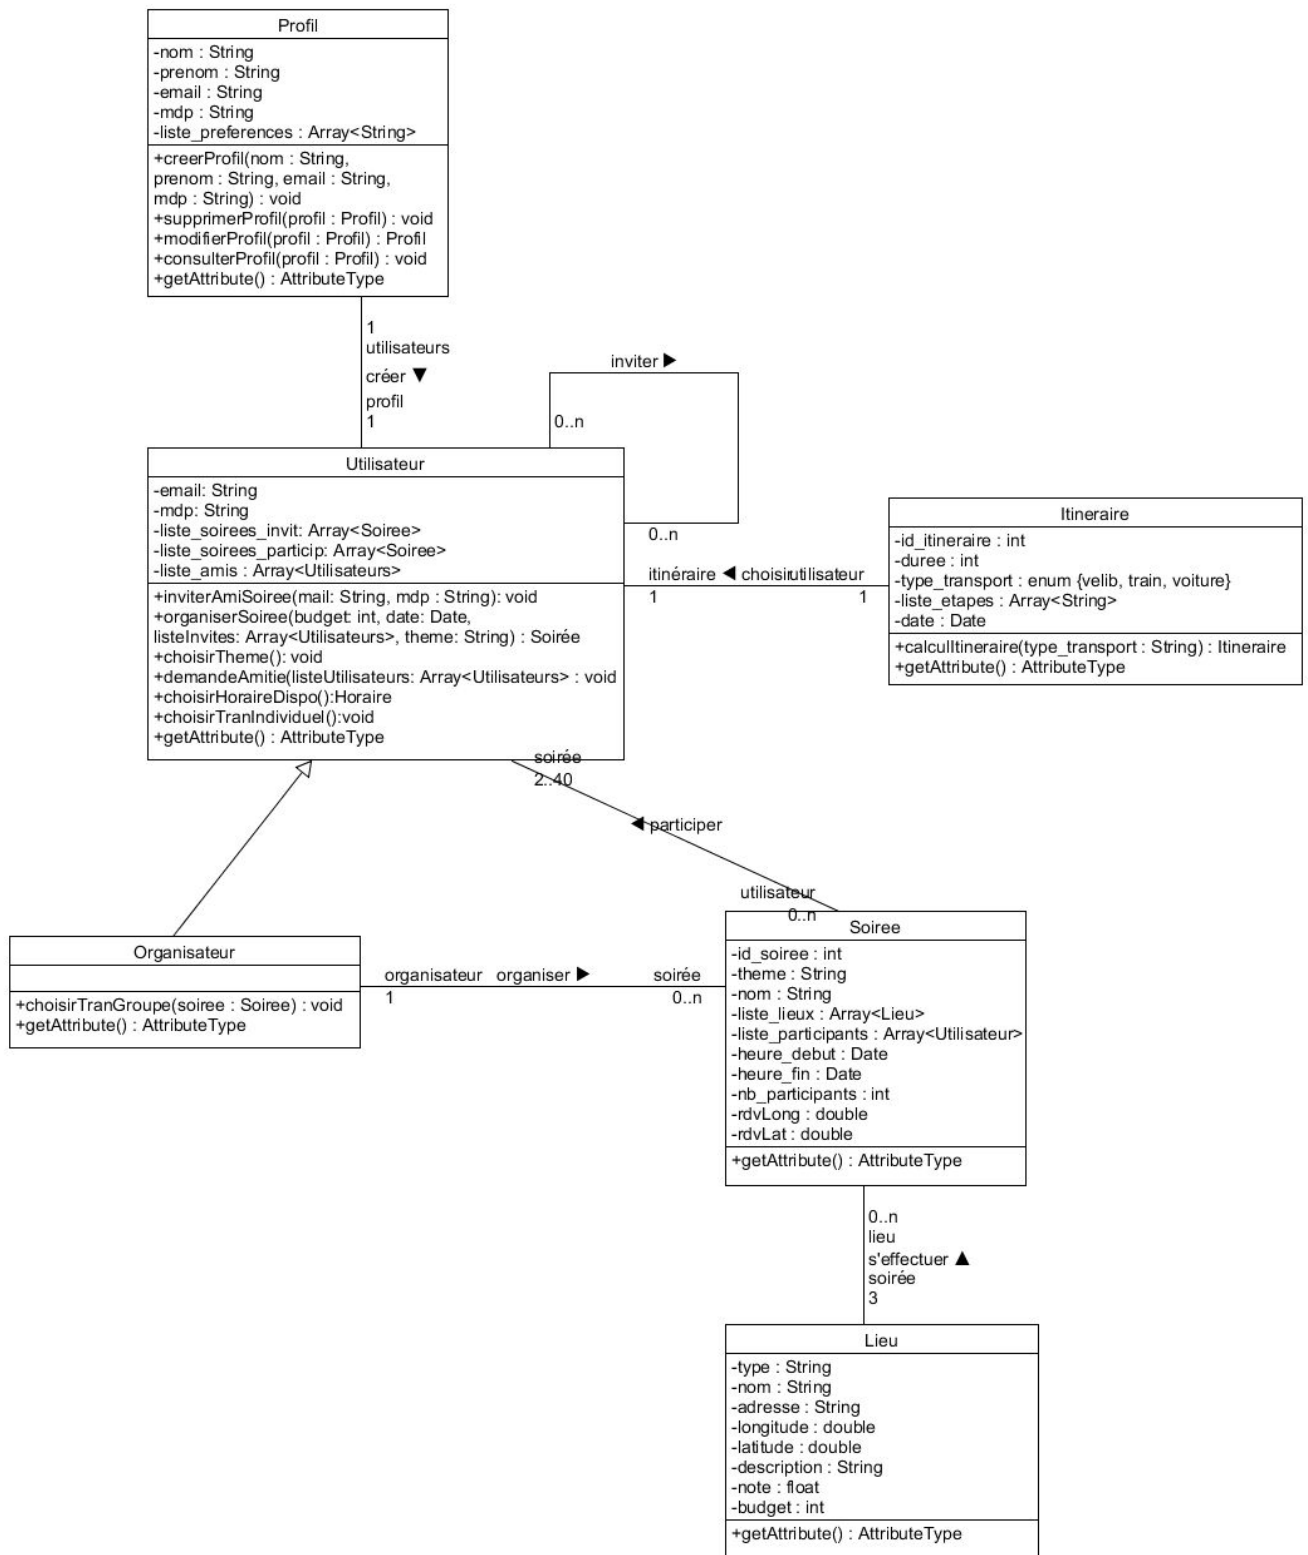 Profil
-nom : String
-prenom : String
-email : String
-mdp : String
-liste_preferences : Array<String>
+creerProfil(nom : String,
prenom : String, email : String,
mdp : String) : void
+supprimerProfil(profil : Profil) : void
+modifierProfil(profil : Profil) : Profil
+consulterProfil(profil : Profil) : void
+getAttribute() : AttributeType
1
utilisateurs
créer ▼
profil
1
inviter ▶
0..n
0..n
Utilisateur
-email: String
-mdp: String
-liste_soirees_invit: Array<Soiree>
-liste_soirees_particip: Array<Soiree>
-liste_amis : Array<Utilisateurs>
+inviterAmiSoiree(mail: String, mdp : String): void
+organiserSoiree(budget: int, date: Date,
listeInvites: Array<Utilisateurs>, theme: String) : Soirée
+choisirTheme(): void
+demandeAmitie(listeUtilisateurs: Array<Utilisateurs> : void
+choisirHoraireDispo():Horaire
+choisirTranIndividuel():void
+getAttribute() : AttributeType
itinéraire ◀ choisir utilisateur
1
1
Itineraire
-id_itineraire : int
-duree : int
-type_transport : enum {velib, train, voiture}
-liste_etapes : Array<String>
-date : Date
+calculItineraire(type_transport : String) : Itineraire
+getAttribute() : AttributeType
soirée
2..40
◀ participer
utilisateur
0..n
Organisateur
+choisirTranGroupe(soiree : Soiree) : void
+getAttribute() : AttributeType
organisateur organiser ▶ soirée
1
0..n
Soiree
-id_soiree : int
-theme : String
-nom : String
-liste_lieux : Array<Lieu>
-liste_participants : Array<Utilisateur>
-heure_debut : Date
-heure_fin : Date
-nb_participants : int
-rdvLong : double
-rdvLat : double
+getAttribute() : AttributeType
0..n
lieu
s'effectuer ▲
soirée
3
Lieu
-type : String
-nom : String
-adresse : String
-longitude : double
-latitude : double
-description : String
-note : float
-budget : int
+getAttribute() : AttributeType